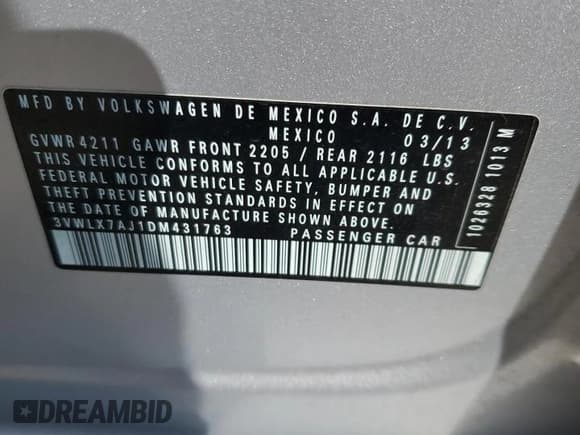 MFD BY VOLKSWAGEN DE MEXICO S.A. DE C.V.
MEXICO 03/13
GVWR 4211 GAWR FRONT 2205 / REAR 2116 LBS
THIS VEHICLE CONFORMS TO ALL APPLICABLE U.S.
FEDERAL MOTOR VEHICLE SAFETY, BUMPER AND
THEFT PREVENTION STANDARDS IN EFFECT ON
THE DATE OF MANUFACTURE SHOWN ABOVE.
3VWLX7AJ1DM431763 PASSENGER CAR
1026328 1013 M
DREAMBID